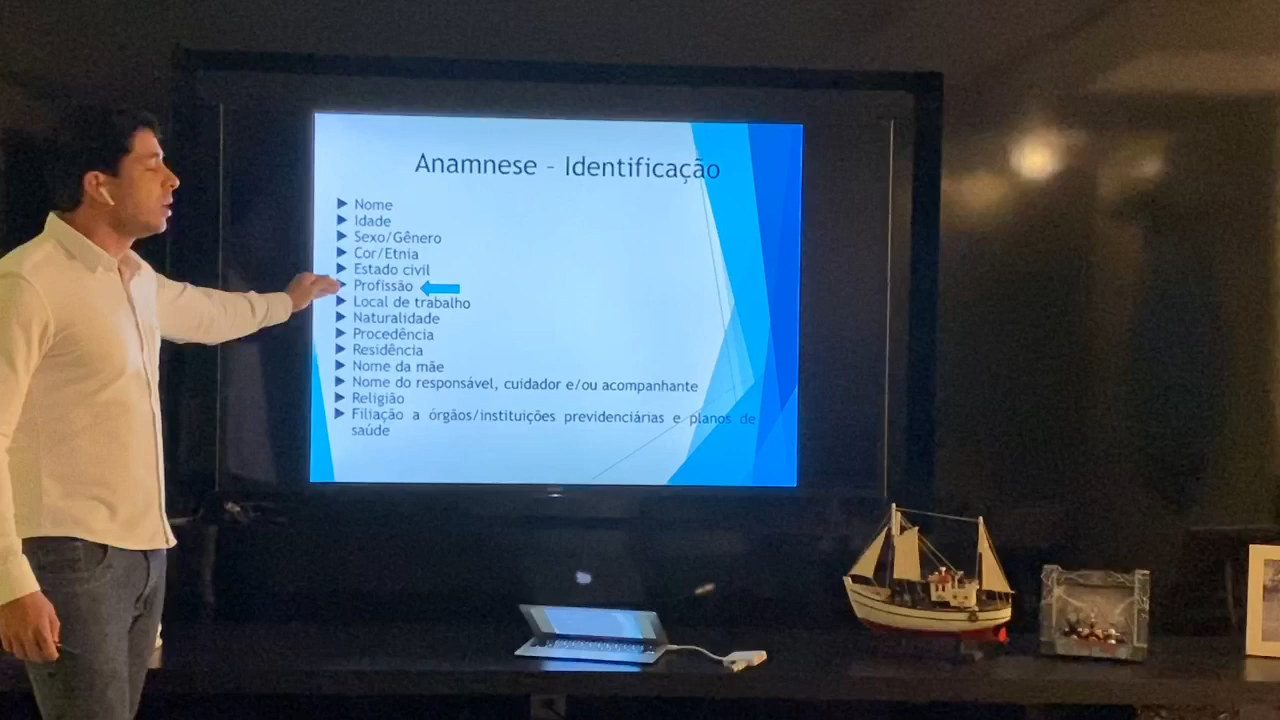 Anamnese – Identificação
Nome
Idade
Sexo/Gênero
Cor/Etnia
Estado civil
Profissão
Local de trabalho
Naturalidade
Procedência
Residência
Nome da mãe
Nome do responsável, cuidador e/ou acompanhante
Religião
Filiação a órgãos/instituições previdenciárias e planos de
saúde